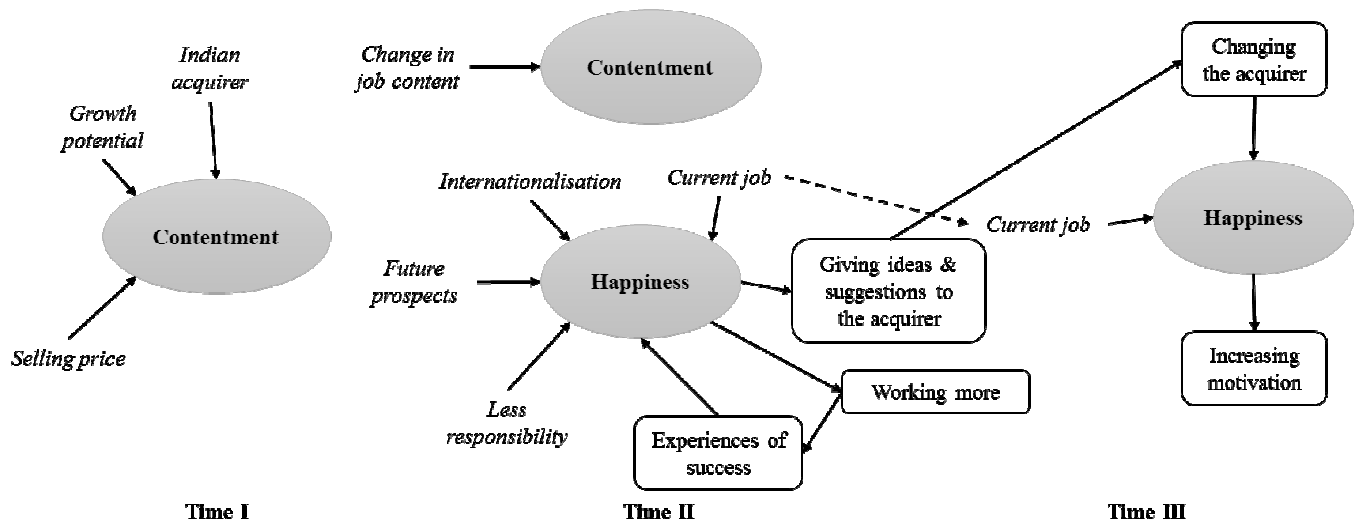 Indian
acquirer
Growth
potential
Contentment
Selling price
Time I
Change in
job content
Contentment
Internationalisation
Current job
Future
prospects
Happiness
Giving ideas &
suggestions to
the acquirer
Less
responsibility
Working more
Experiences of
success
Time II
Changing
the acquirer
Current job
Happiness
Increasing
motivation
Time III